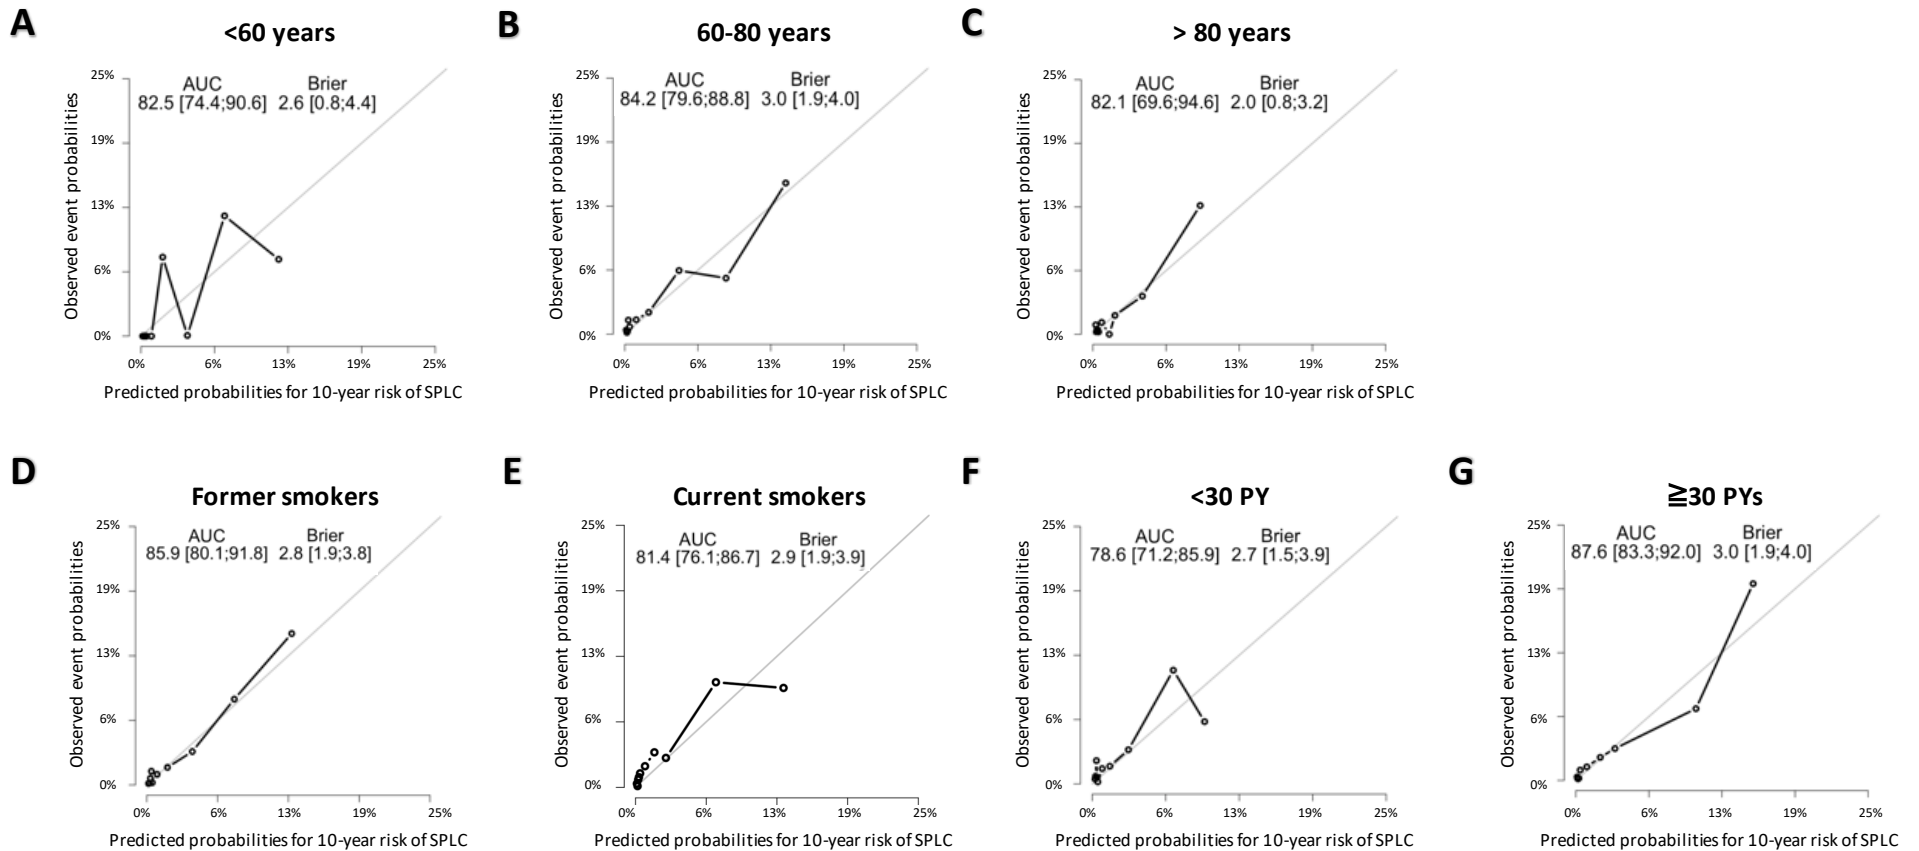 A
<60 years
25%
19%
13%
6%
0%
Observed event probabilities
AUC Brier
82.5 [74.4;90.6] 2.6 [0.8;4.4]
0% 6% 13% 19% 25%
Predicted probabilities for 10-year risk of SPLC
B
60-80 years
25%
19%
13%
6%
0%
Observed event probabilities
AUC Brier
84.2 [79.6;88.8] 3.0 [1.9;4.0]
0% 6% 13% 19% 25%
Predicted probabilities for 10-year risk of SPLC
C
> 80 years
25%
19%
13%
6%
0%
Observed event probabilities
AUC Brier
82.1 [69.6;94.6] 2.0 [0.8;3.2]
0% 6% 13% 19% 25%
Predicted probabilities for 10-year risk of SPLC
D
Former smokers
25%
19%
13%
6%
0%
Observed event probabilities
AUC Brier
85.9 [80.1;91.8] 2.8 [1.9;3.8]
0% 6% 13% 19% 25%
Predicted probabilities for 10-year risk of SPLC
E
Current smokers
25%
19%
13%
6%
0%
Observed event probabilities
AUC Brier
81.4 [76.1;86.7] 2.9 [1.9;3.9]
0% 6% 13% 19% 25%
Predicted probabilities for 10-year risk of SPLC
F
<30 PY
25%
19%
13%
6%
0%
Observed event probabilities
AUC Brier
78.6 [71.2;85.9] 2.7 [1.5;3.9]
0% 6% 13% 19% 25%
Predicted probabilities for 10-year risk of SPLC
G
≧30 PYs
25%
19%
13%
6%
0%
Observed event probabilities
AUC Brier
87.6 [83.3;92.0] 3.0 [1.9;4.0]
0% 6% 13% 19% 25%
Predicted probabilities for 10-year risk of SPLC